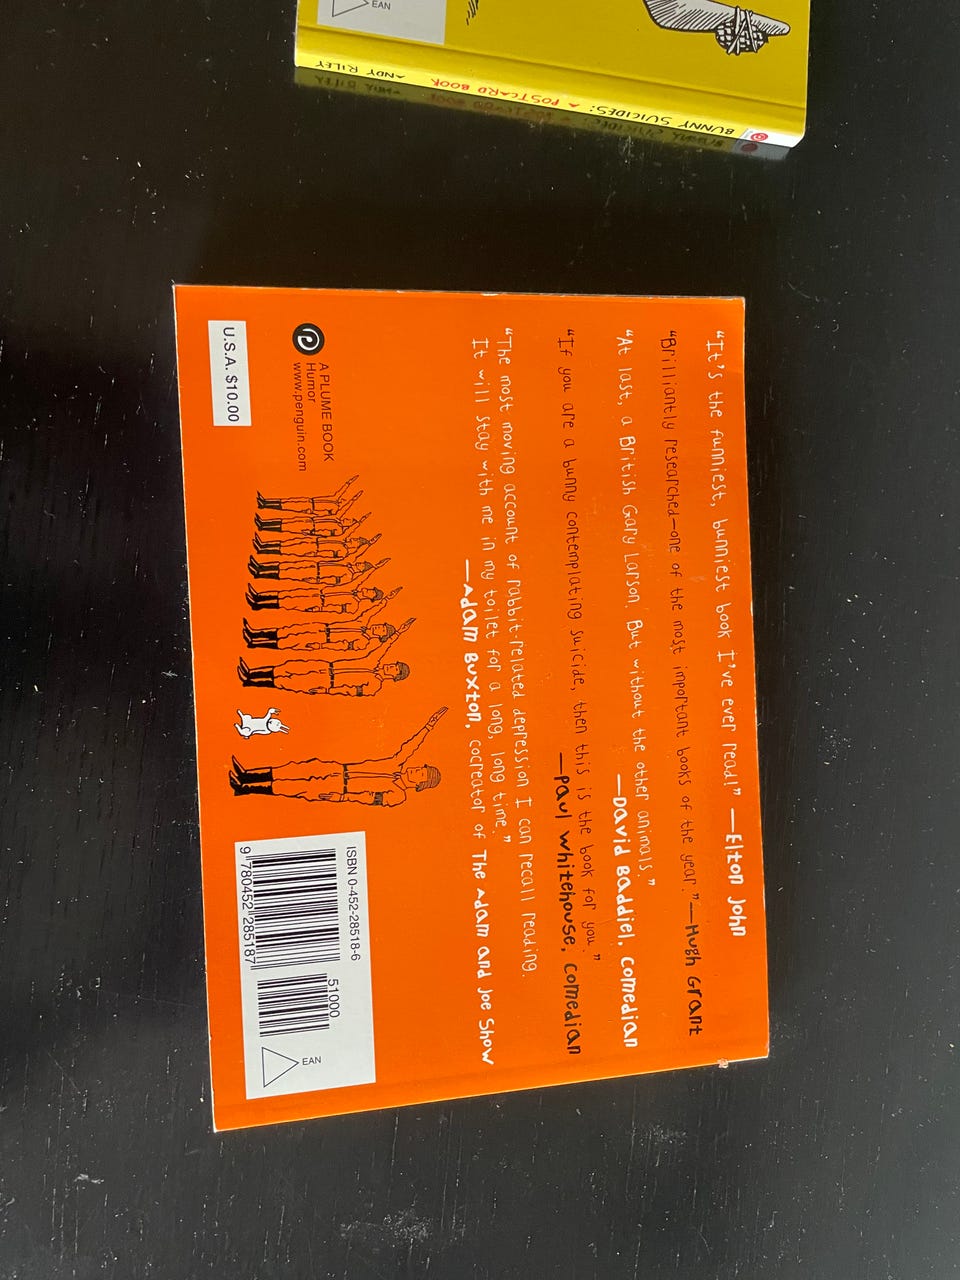 EAN
BUNNY SUICIDES: A POSTCARD BOOK ANDY RILEY
"It's the funniest, bunniest book I've ever read!" —Elton John
"Brilliantly researched—one of the most important books of the year."—Hugh Grant
"At last, a British Gary Larson. But without the other animals."
—David Baddiel, comedian
"If you are a bunny contemplating suicide, then this is the book for you."
—Paul Whitehouse, comedian
"The most moving account of rabbit-related depression I can recall reading.
It will stay with me in my toilet for a long, long time."
—Adam Buxton, cocreator of The Adam and Joe Show
A PLUME BOOK
Humor
www.penguin.com
U.S.A. $10.00
ISBN 0-452-28518-6
51000
9 780452 285187
EAN